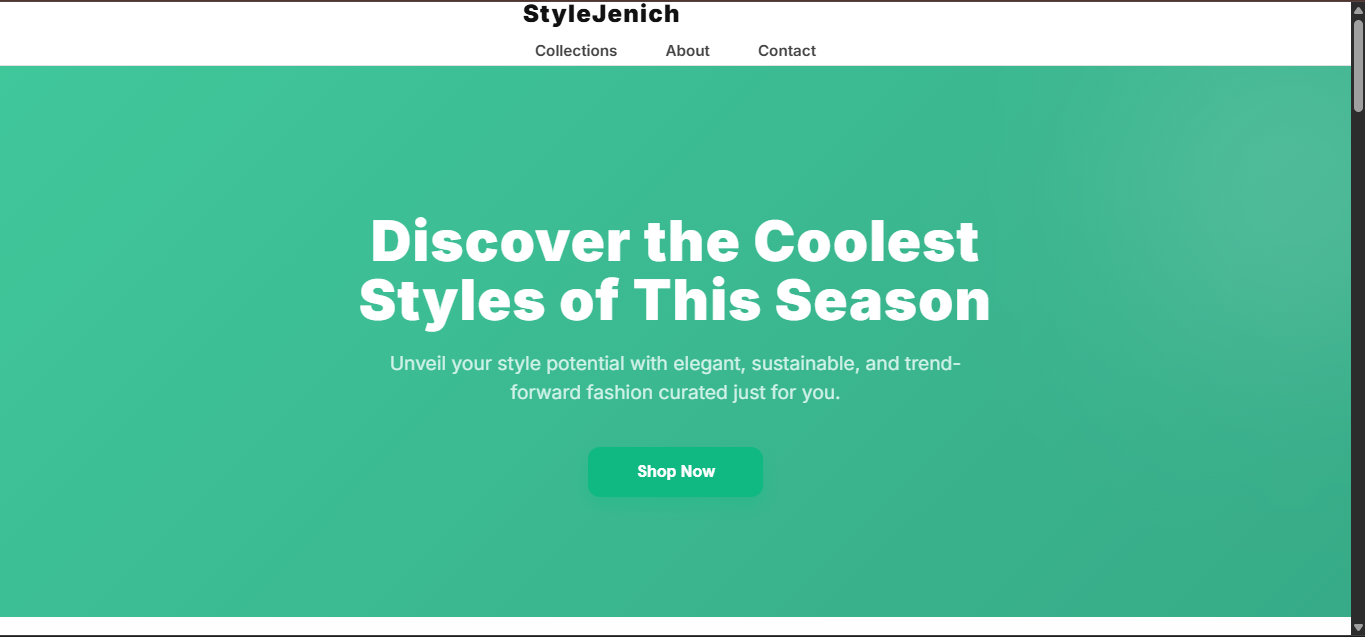 StyleJenich
Collections About Contact
Discover the Coolest
Styles of This Season
Unveil your style potential with elegant, sustainable, and trend-
forward fashion curated just for you.
Shop Now